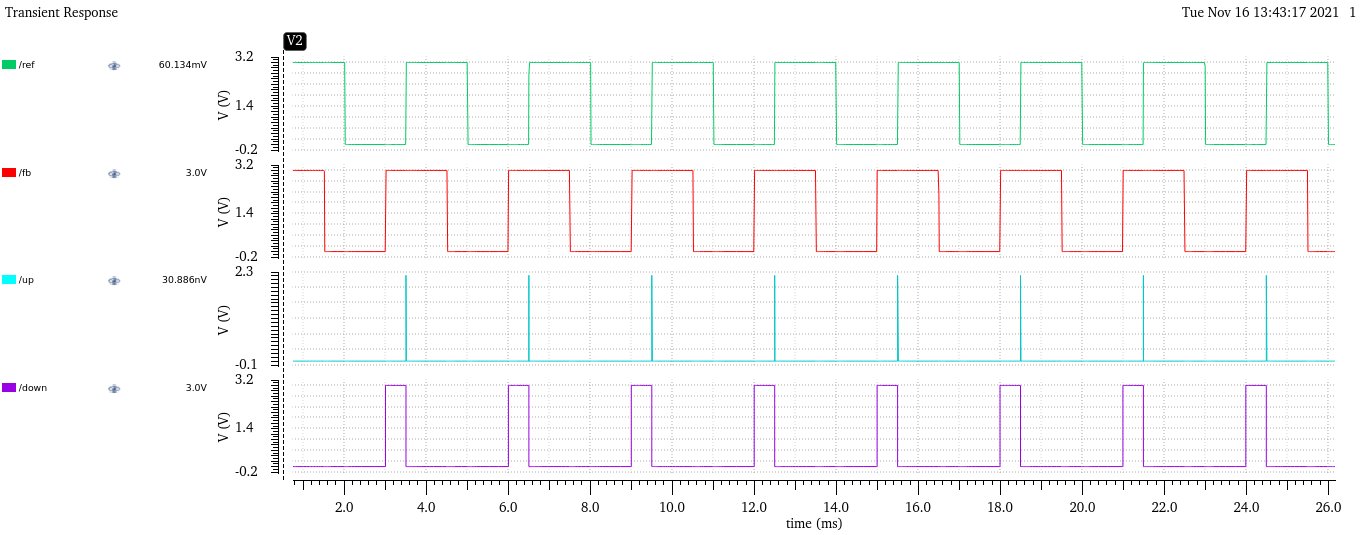 Transient Response
Tue Nov 16 13:43:17 2021 1
V2
/ref 60.134mV
3.2
V (V) 1.4
-0.2
/fb 3.0V
3.2
V (V) 1.4
-0.2
/up 30.886nV
2.3
V (V)
-0.1
/down 3.0V
3.2
V (V) 1.4
-0.2
2.0 4.0 6.0 8.0 10.0 12.0 14.0 16.0 18.0 20.0 22.0 24.0 26.0
time (ms)